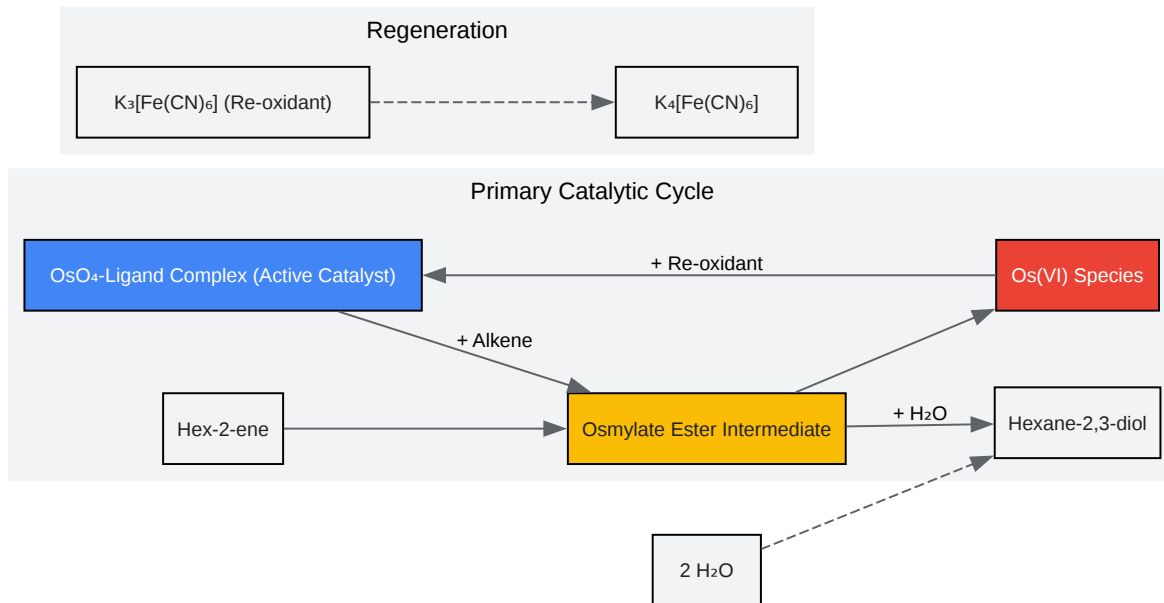 Regeneration
K₃[Fe(CN)₆] (Re-oxidant)
K₄[Fe(CN)₆]
Primary Catalytic Cycle
OsO₄-Ligand Complex (Active Catalyst)
+ Re-oxidant
Os(VI) Species
+ Alkene
Hex-2-ene
Osmylate Ester Intermediate
+ H₂O
Hexane-2,3-diol
2 H₂O